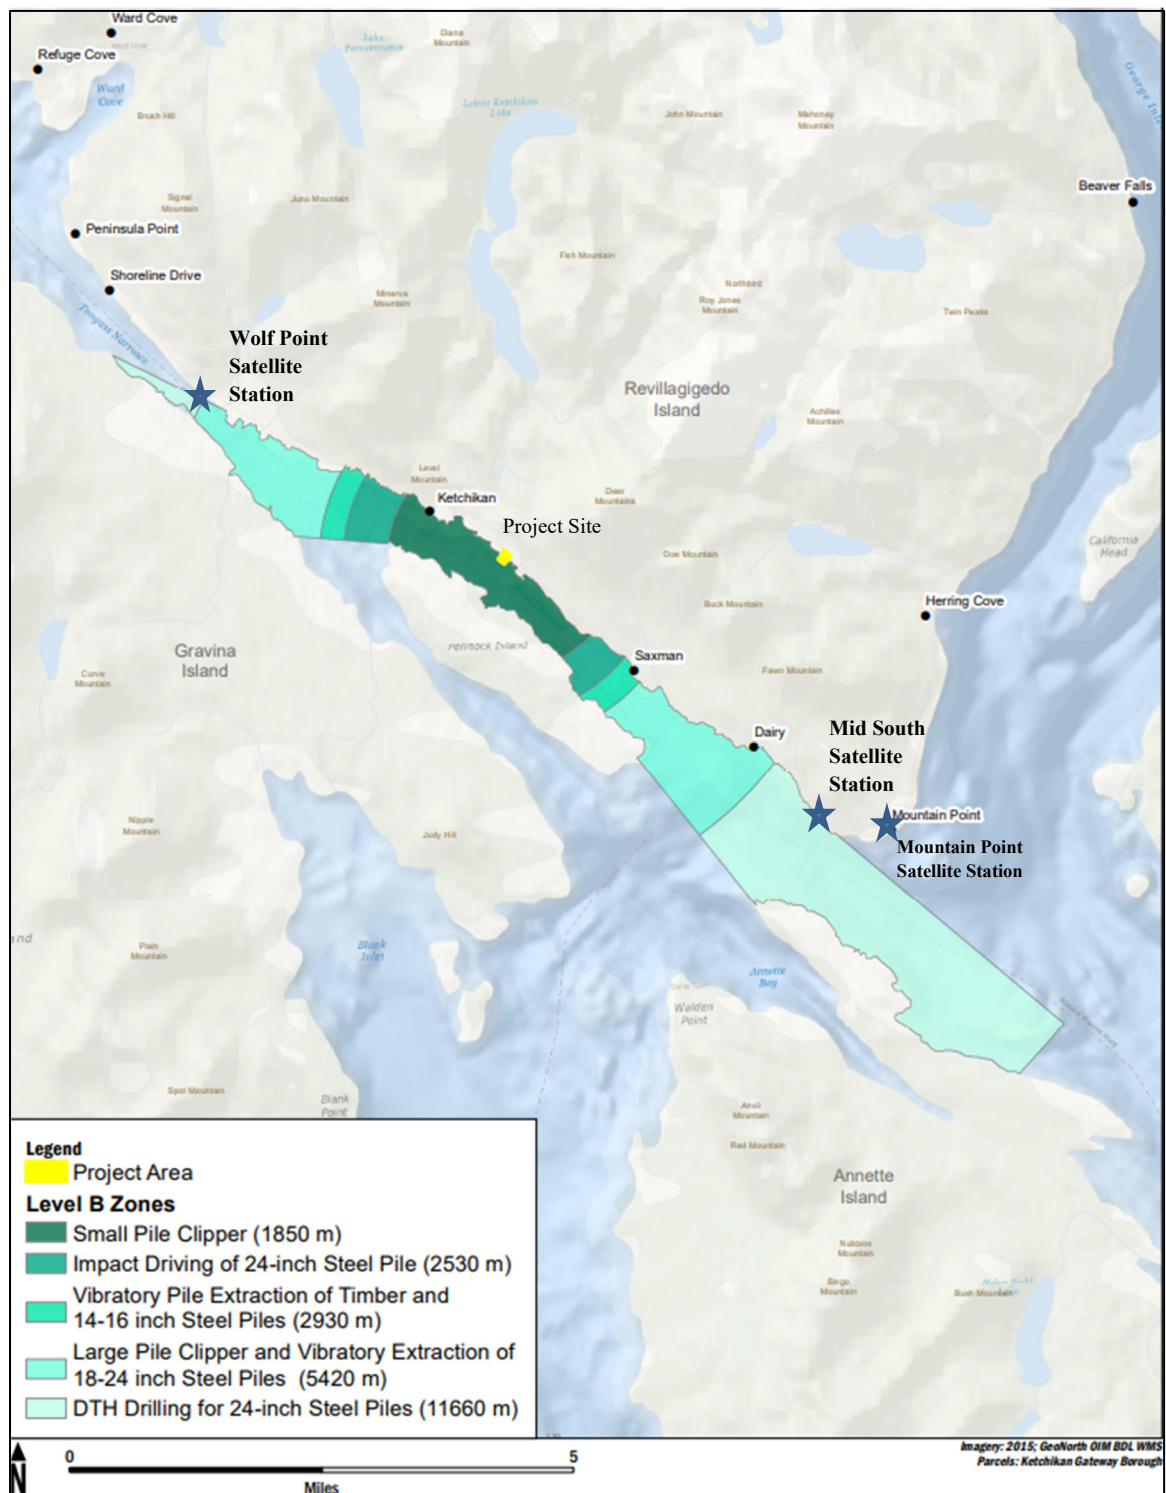 Ward Cove
Ward Cove
Refuge Cove
Ward
Cove
Lake
Perseverance
Diana
Mountain
Lower Ketchikan
Lake
Brush Hill
John Mountain
Mahoney
Mountain
Beaver Falls
Signal
Mountain
Juno Mountain
Peninsula Point
Fish Mountain
Shoreline Drive
Northbird
Roy Jones
Mountain
Minerva
Mountain
Twin Peaks
Tongass Narrows
Wolf Point
Satellite
Station
Revillagigedo
Island
Achilles
Mountain
Level
Mountain
Ketchikan
Deer
Mountains
Project Site
Doe Mountain
California
Head
Buck Mountain
Herring Cove
Pennock Island
Gravina
Island
Saxman
Curve
Mountain
Fawn Mountain
Dairy
Mid South
Satellite
Station
Mountain Point
Mountain Point
Satellite Station
Nipple
Mountain
Judy Hill
Plain
Mountain
Blank
Inlet
Annette
Bay
Walden
Point
Spot Mountain
Blank
Point
Anvil
Mountain
Red Mountain
Annette
Island
Nubbins
Mountain
Bingo
Mountain
Bush Mountain
Legend
Project Area
Level B Zones
Small Pile Clipper (1850 m)
Impact Driving of 24-inch Steel Pile (2530 m)
Vibratory Pile Extraction of Timber and
14-16 inch Steel Piles (2930 m)
Large Pile Clipper and Vibratory Extraction of
18-24 inch Steel Piles (5420 m)
DTH Drilling for 24-inch Steel Piles (11660 m)
N
0 5
Miles
Imagery: 2015; GeoNorth OIM BDL WMS
Parcels: Ketchikan Gateway Borough